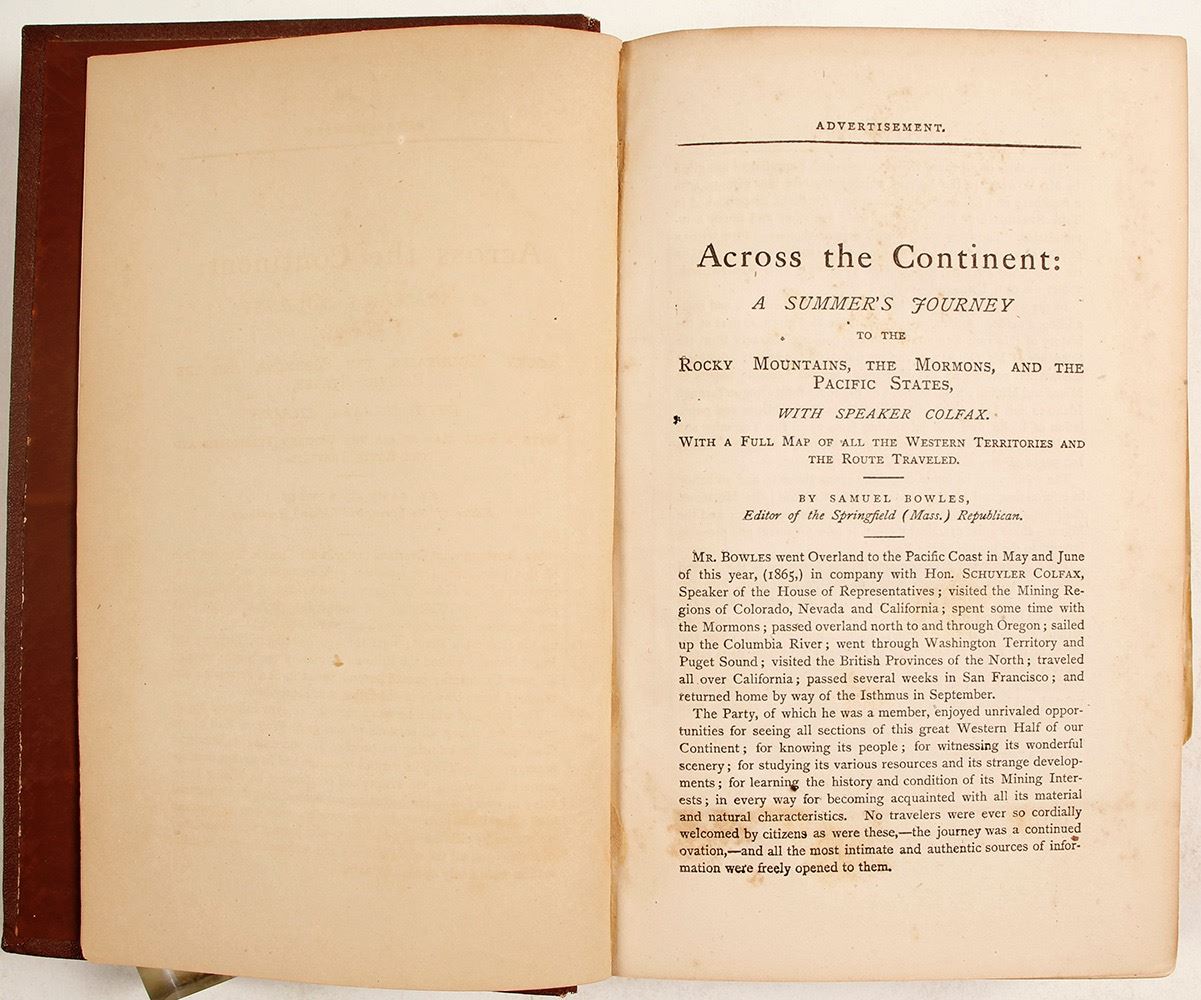 ADVERTISEMENT.
Across the Continent:
A SUMMER'S JOURNEY
TO THE
ROCKY MOUNTAINS, THE MORMONS, AND THE
PACIFIC STATES,
WITH SPEAKER COLFAX.
WITH A FULL MAP OF ALL THE WESTERN TERRITORIES AND
THE ROUTE TRAVELED.
BY SAMUEL BOWLES,
Editor of the Springfield (Mass.) Republican.
MR. BOWLES went Overland to the Pacific Coast in May and June
of this year, (1865,) in company with Hon. SCHUYLER COLFAX,
Speaker of the House of Representatives; visited the Mining Re-
gions of Colorado, Nevada and California; spent some time with
the Mormons; passed overland north to and through Oregon; sailed
up the Columbia River; went through Washington Territory and
Puget Sound; visited the British Provinces of the North; traveled
all over California; passed several weeks in San Francisco; and
returned home by way of the Isthmus in September.
The Party, of which he was a member, enjoyed unrivaled oppor-
tunities for seeing all sections of this great Western Half of our
Continent; for knowing its people; for witnessing its wonderful
scenery; for studying its various resources and its strange develop-
ments; for learning the history and condition of its Mining Inter-
ests; in every way for becoming acquainted with all its material
and natural characteristics. No travelers were ever so cordially
welcomed by citizens as were these,—the journey was a continued
ovation,—and all the most intimate and authentic sources of infor-
mation were freely opened to them.